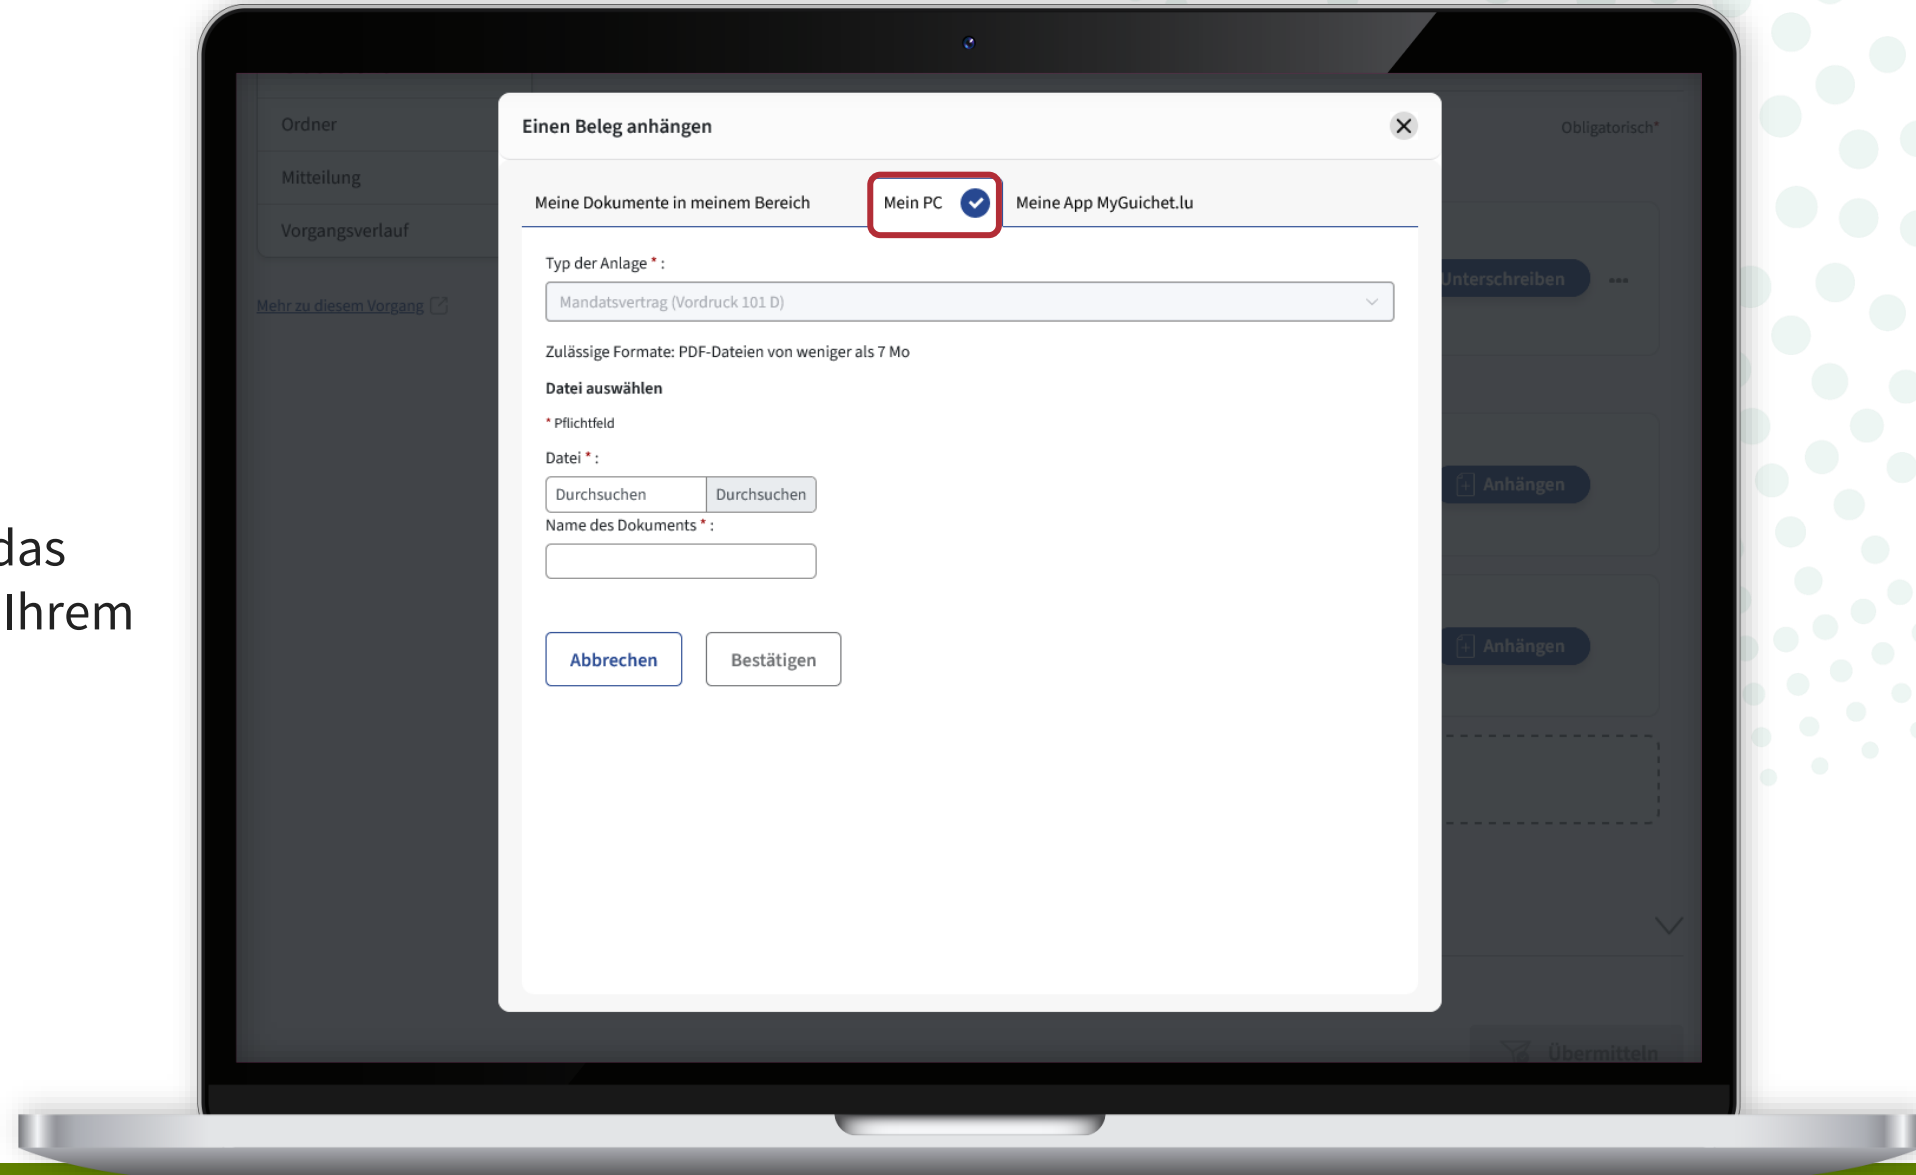 das
Ihrem
Ordner
Mitteilung
Vorgangsverlauf
Mehr zu diesem Vorgang
Einen Beleg anhängen
Meine Dokumente in meinem Bereich
Mein PC
Meine App MyGuichet.lu
Typ der Anlage * :
Mandatsvertrag (Vordruck 101 D)
Zulässige Formate: PDF-Dateien von weniger als 7 Mo
Datei auswählen
* Pflichtfeld
Datei * :
Durchsuchen Durchsuchen
Name des Dokuments * :
Abbrechen Bestätigen
Obligatorisch*
Unterschreiben
Anhängen
Anhängen
Übermitteln